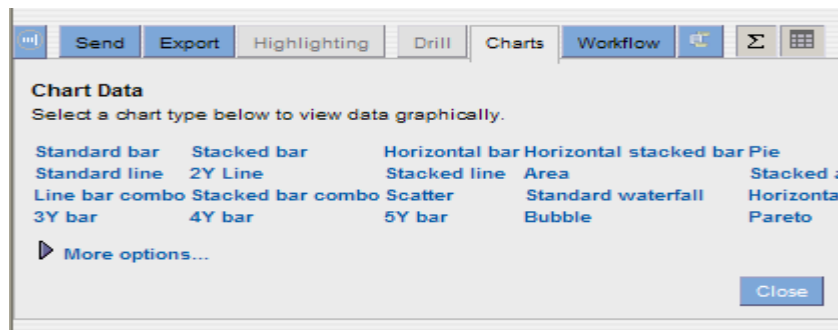 Send Export Highlighting Drill Charts Workflow Σ
Chart Data
Select a chart type below to view data graphically.
Standard bar Stacked bar Horizontal bar Horizontal stacked bar Pie
Standard line 2Y Line Stacked line Area Stacked
Line bar combo Stacked bar combo Scatter Standard waterfall
3Y bar 4Y bar 5Y bar Bubble Pareto
More options...
Close